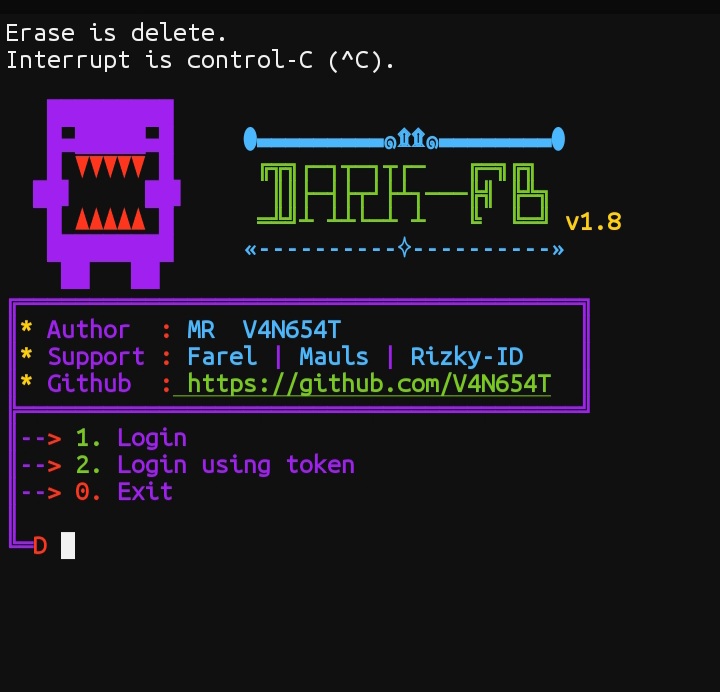 Erase is delete.
Interrupt is control-C (^C).
DARK-FB
v1.8
* Author : MR V4N654T
* Support : Farel | Mauls | Rizky-ID
* Github : https://github.com/V4N654T
--> 1. Login
--> 2. Login using token
--> 0. Exit
D